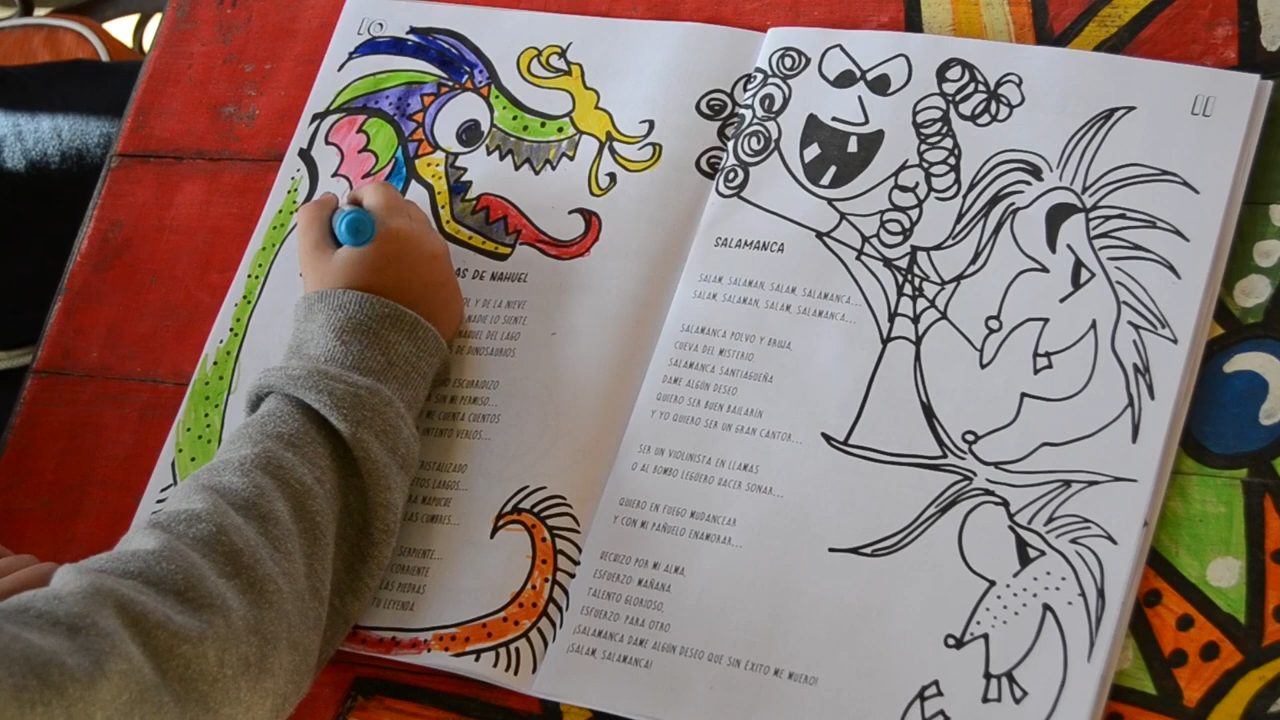 10
AS DE NAHUEL
OL Y DE LA NIEVE
NADIE LO SIENTE,
NAHUEL DEL LAGO
DE DINOSAURIOS.
ESCURRIDIZO
SIN MI PERMISO...
ME CUENTA CUENTOS
INTENTO VERLOS...
RISTALIZADO
ETOS LARGOS...
MAPUCHE
LAS CUMBRES...
SERPIENTE...
CORRIENTE
LAS PIEDRAS
TU LEYENDA.
11
SALAMANCA
SALAM, SALAMAN, SALAM, SALAMANCA...
SALAM, SALAMAN, SALAM, SALAMANCA...
SALAMANCA POLVO Y BRUJA,
CUEVA DEL MISTERIO
SALAMANCA SANTIAGUEÑA
DAME ALGÚN DESEO
QUIERO SER BUEN BAILARÍN
Y YO QUIERO SER UN GRAN CANTOR...
SER UN VIOLINISTA EN LLAMAS
O AL BOMBO LEGÜERO HACER SONAR...
QUIERO EN FUEGO MUDANCEAR
Y CON MI PAÑUELO ENAMORAR...
HECHIZO POR MI ALMA,
ESFUERZO: MAÑANA,
TALENTO GLORIOSO,
ESFUERZO: PARA OTRO.
¡SALAMANCA DAME ALGÚN DESEO QUE SIN ÉXITO ME MUERO!
¡SALAM, SALAMANCA!